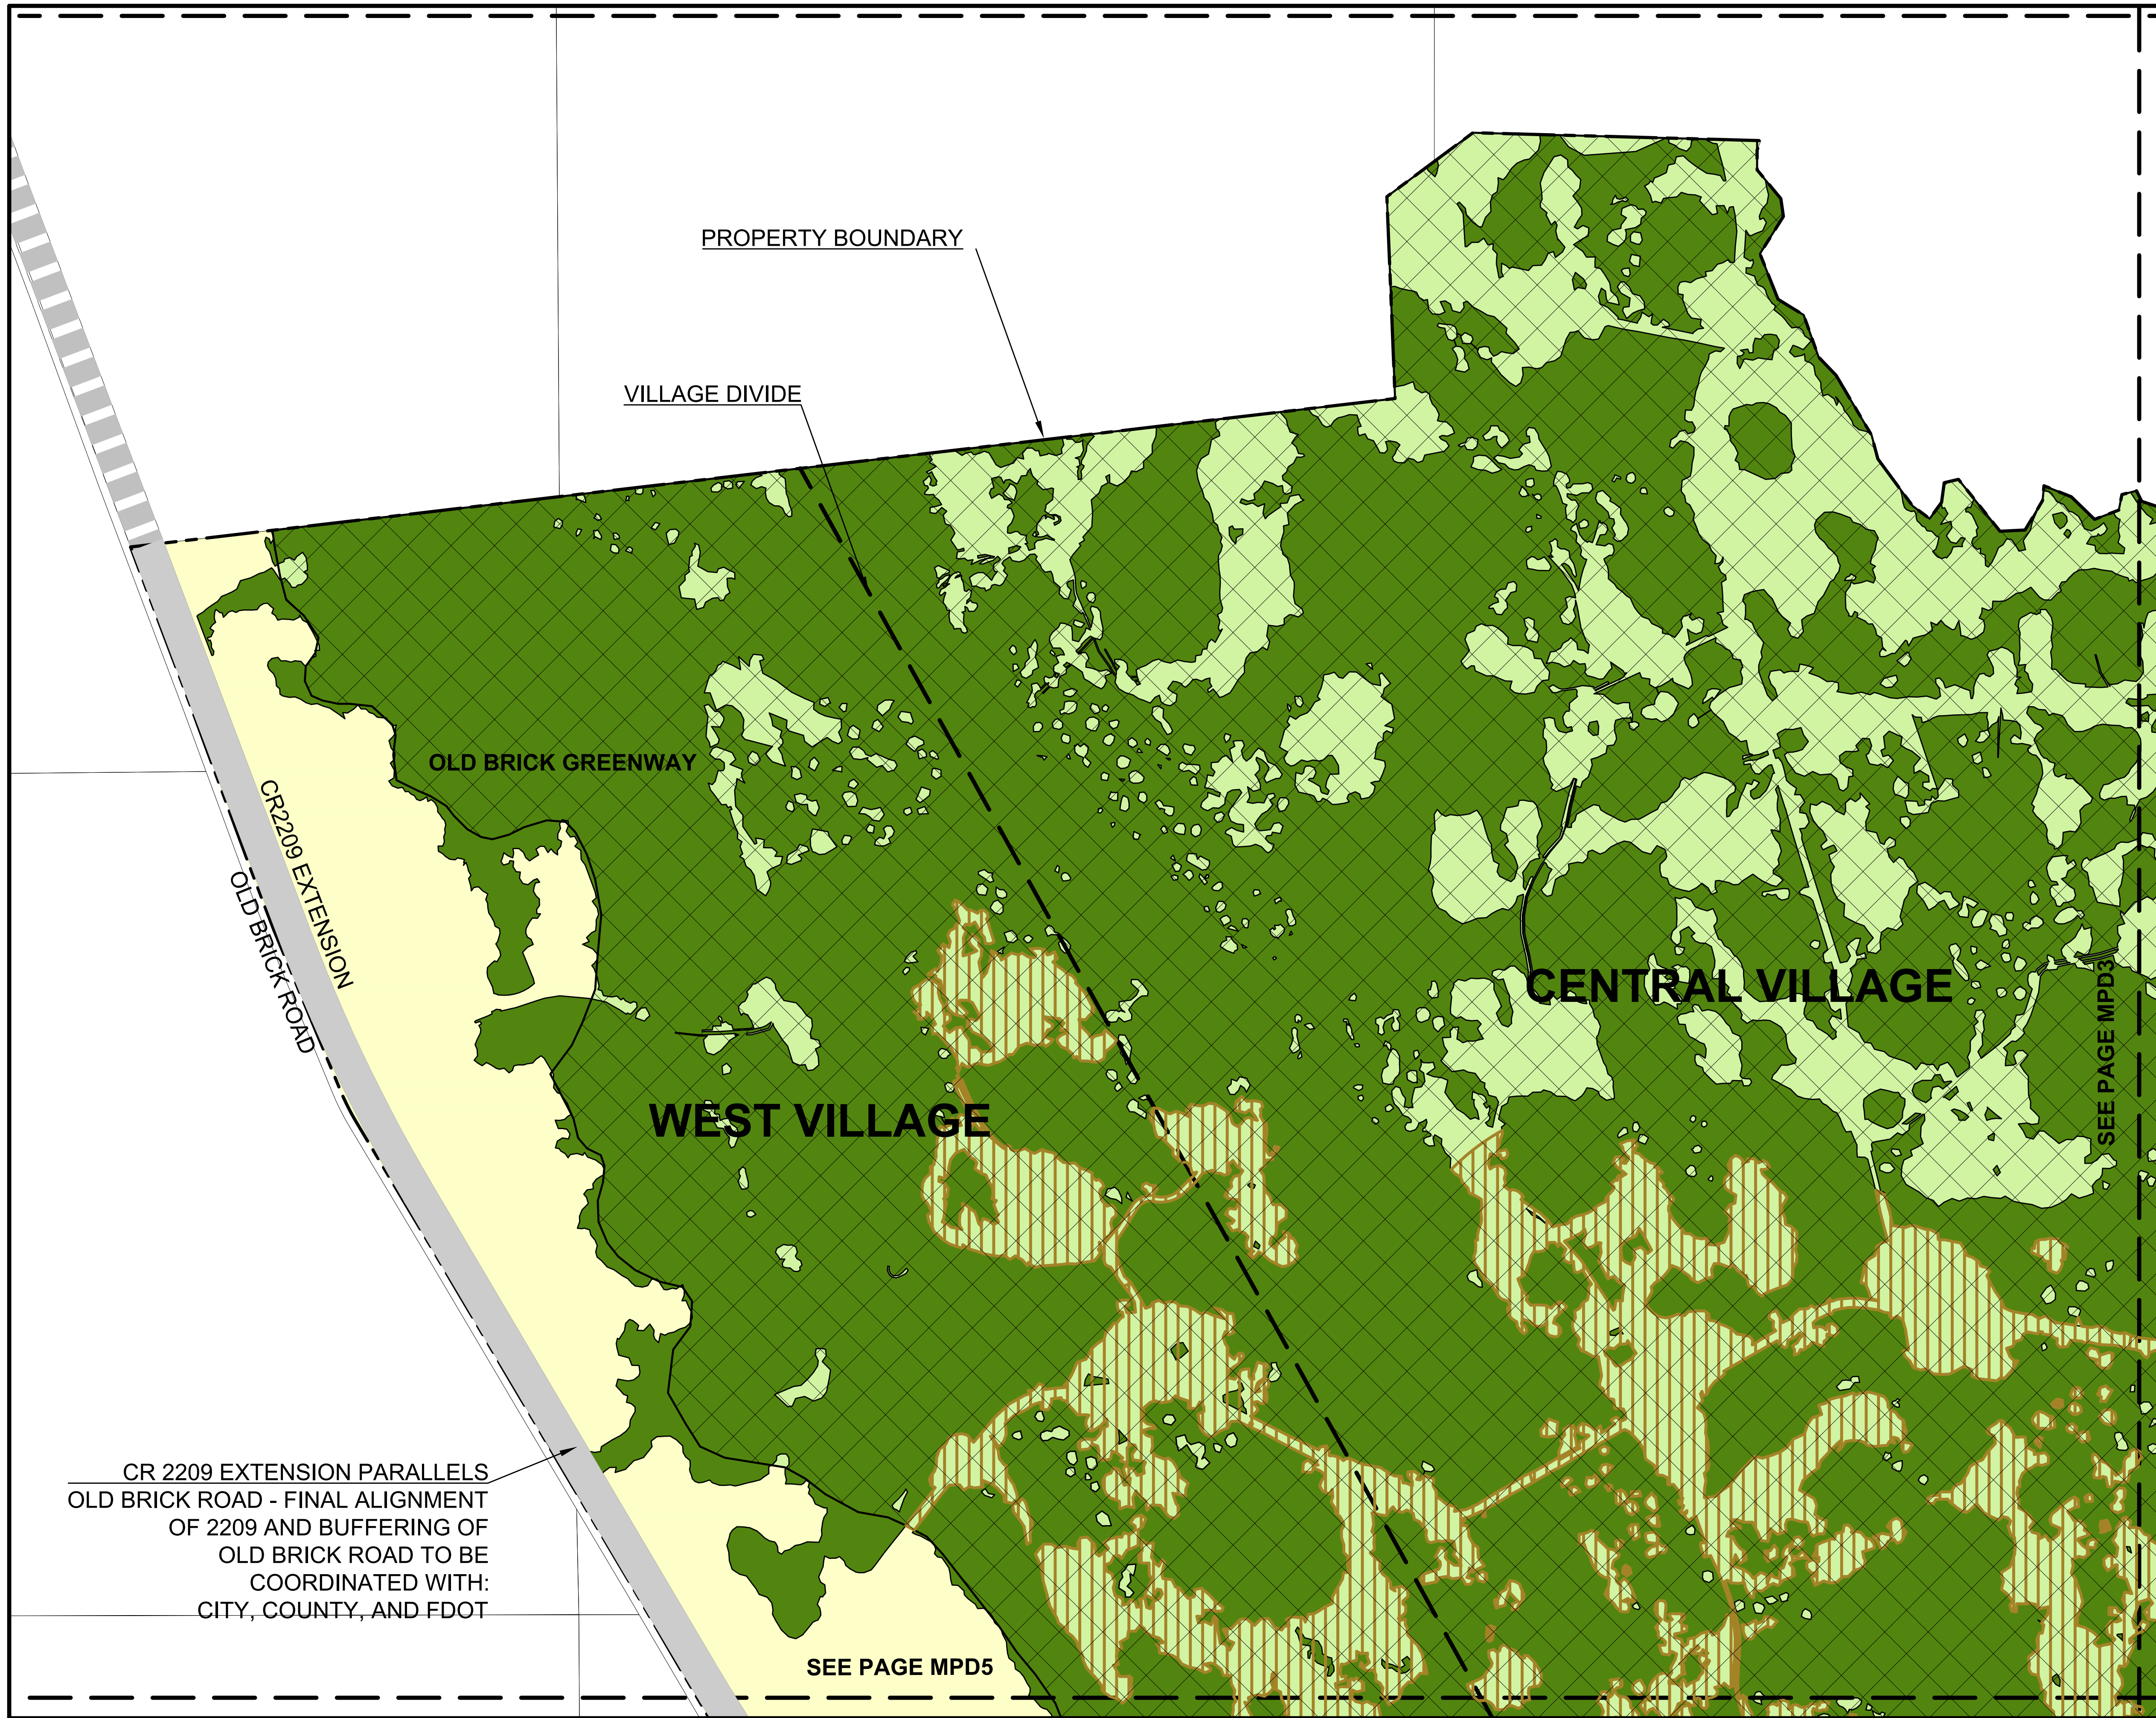 PROPERTY BOUNDARY
VILLAGE DIVIDE
OLD BRICK GREENWAY
CR2209 EXTENSION
OLD BRICK ROAD
CENTRAL VILLAGE
SEE PAGE MPD3
WEST VILLAGE
CR 2209 EXTENSION PARALLELS
OLD BRICK ROAD - FINAL ALIGNMENT
OF 2209 AND BUFFERING OF
OLD BRICK ROAD TO BE
COORDINATED WITH:
CITY, COUNTY, AND FDOT
SEE PAGE MPD5